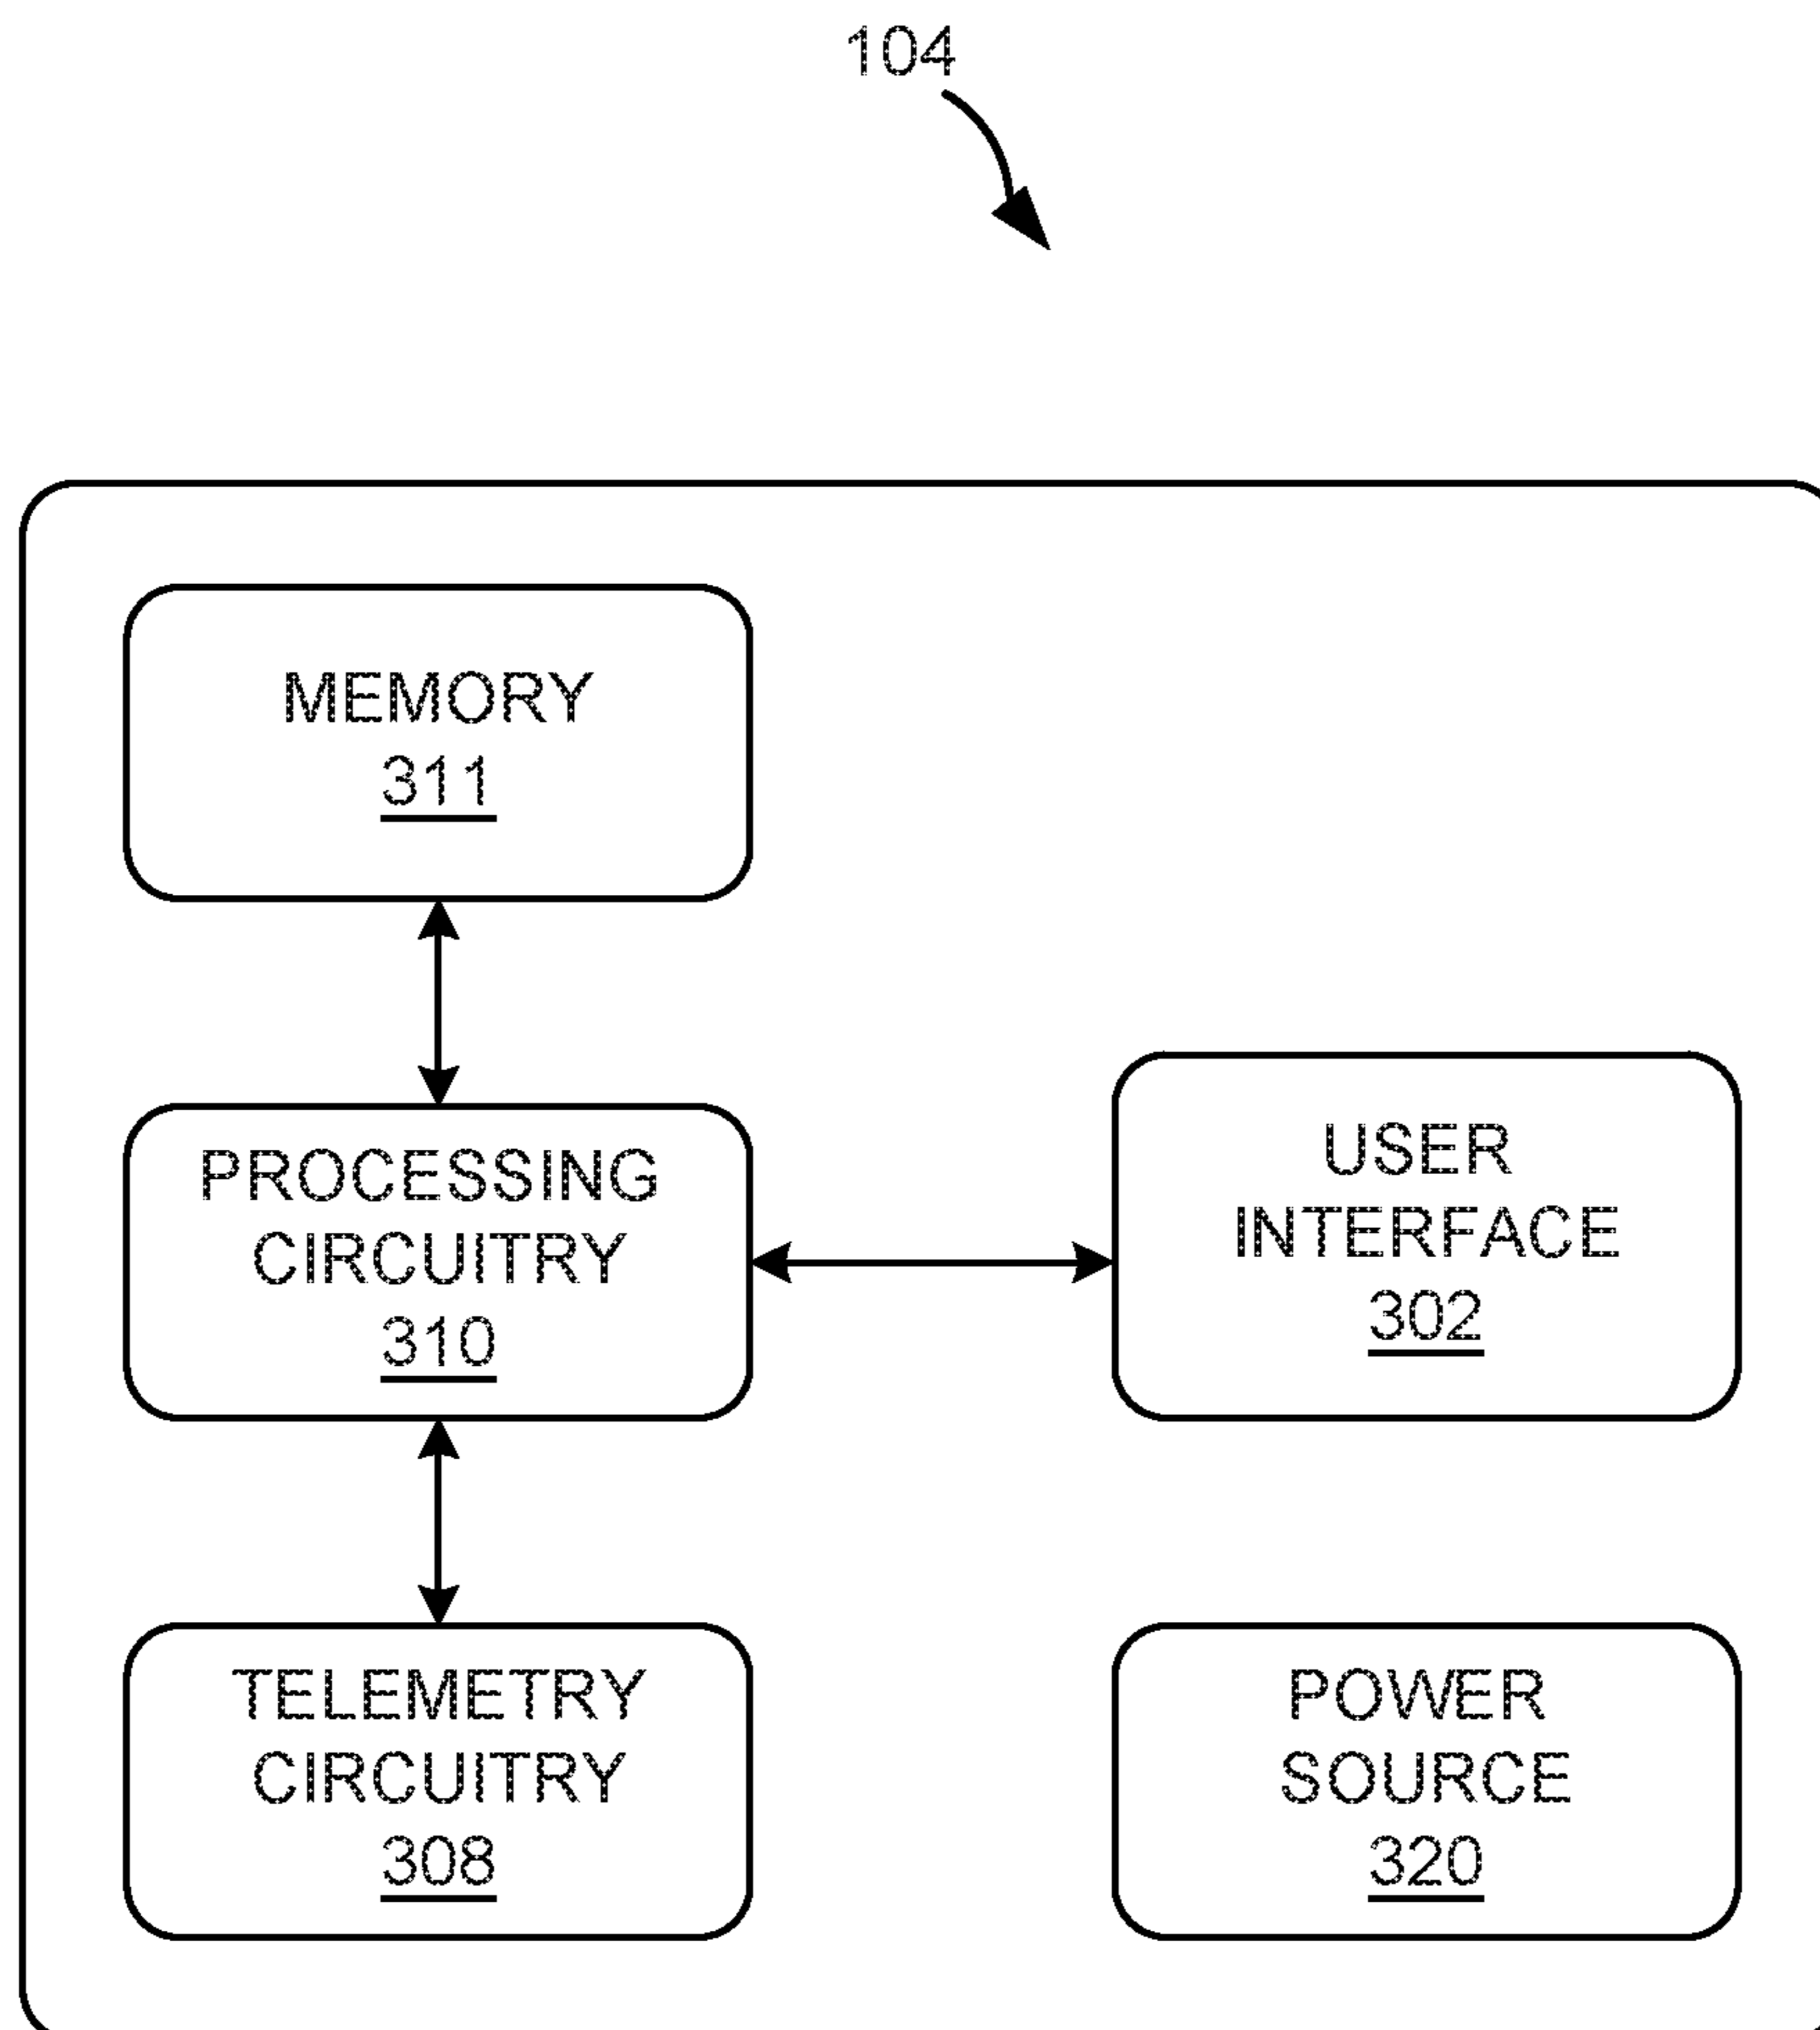 104
MEMORY
311
PROCESSING
CIRCUITRY
310
USER
INTERFACE
302
TELEMETRY
CIRCUITRY
308
POWER
SOURCE
320